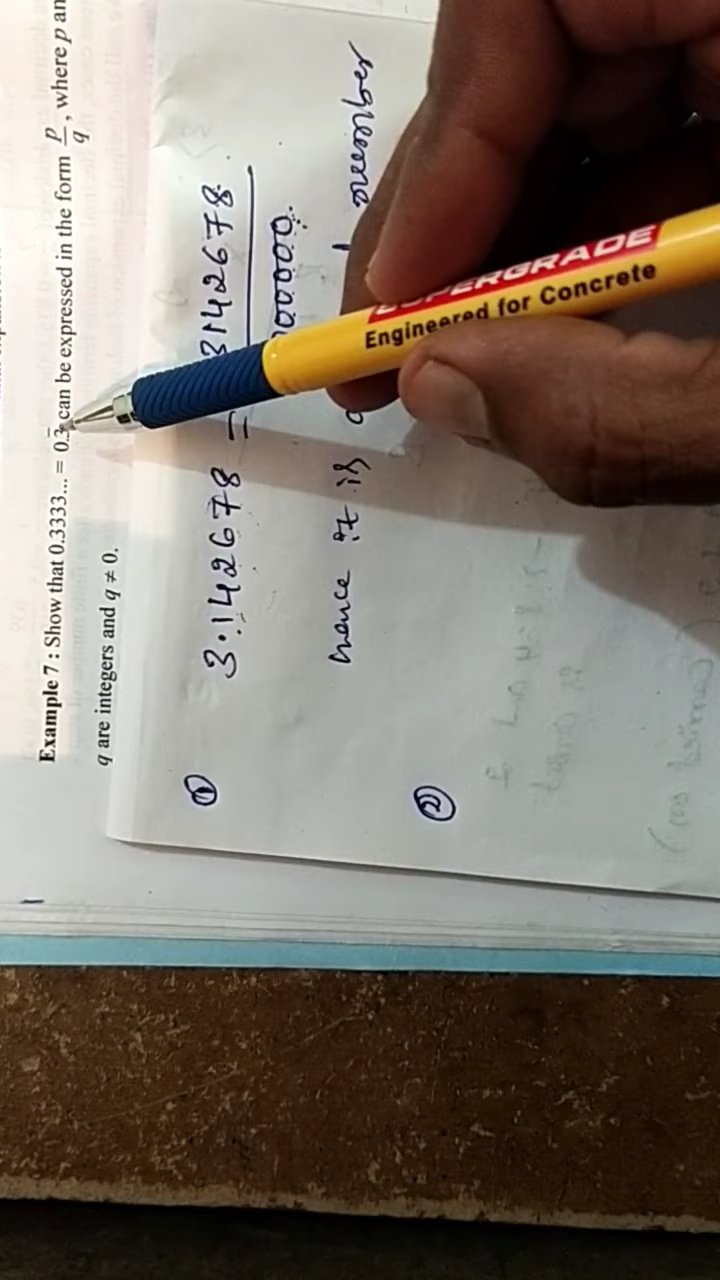 Example 7 : Show that 0.3333... = 0.3̅ can be expressed in the form p/q, where p an
q are integers and q ≠ 0.
① 3.142678 = 3142678
00000
hence it is
number
②
SUPERGRADE
Engineered for Concrete